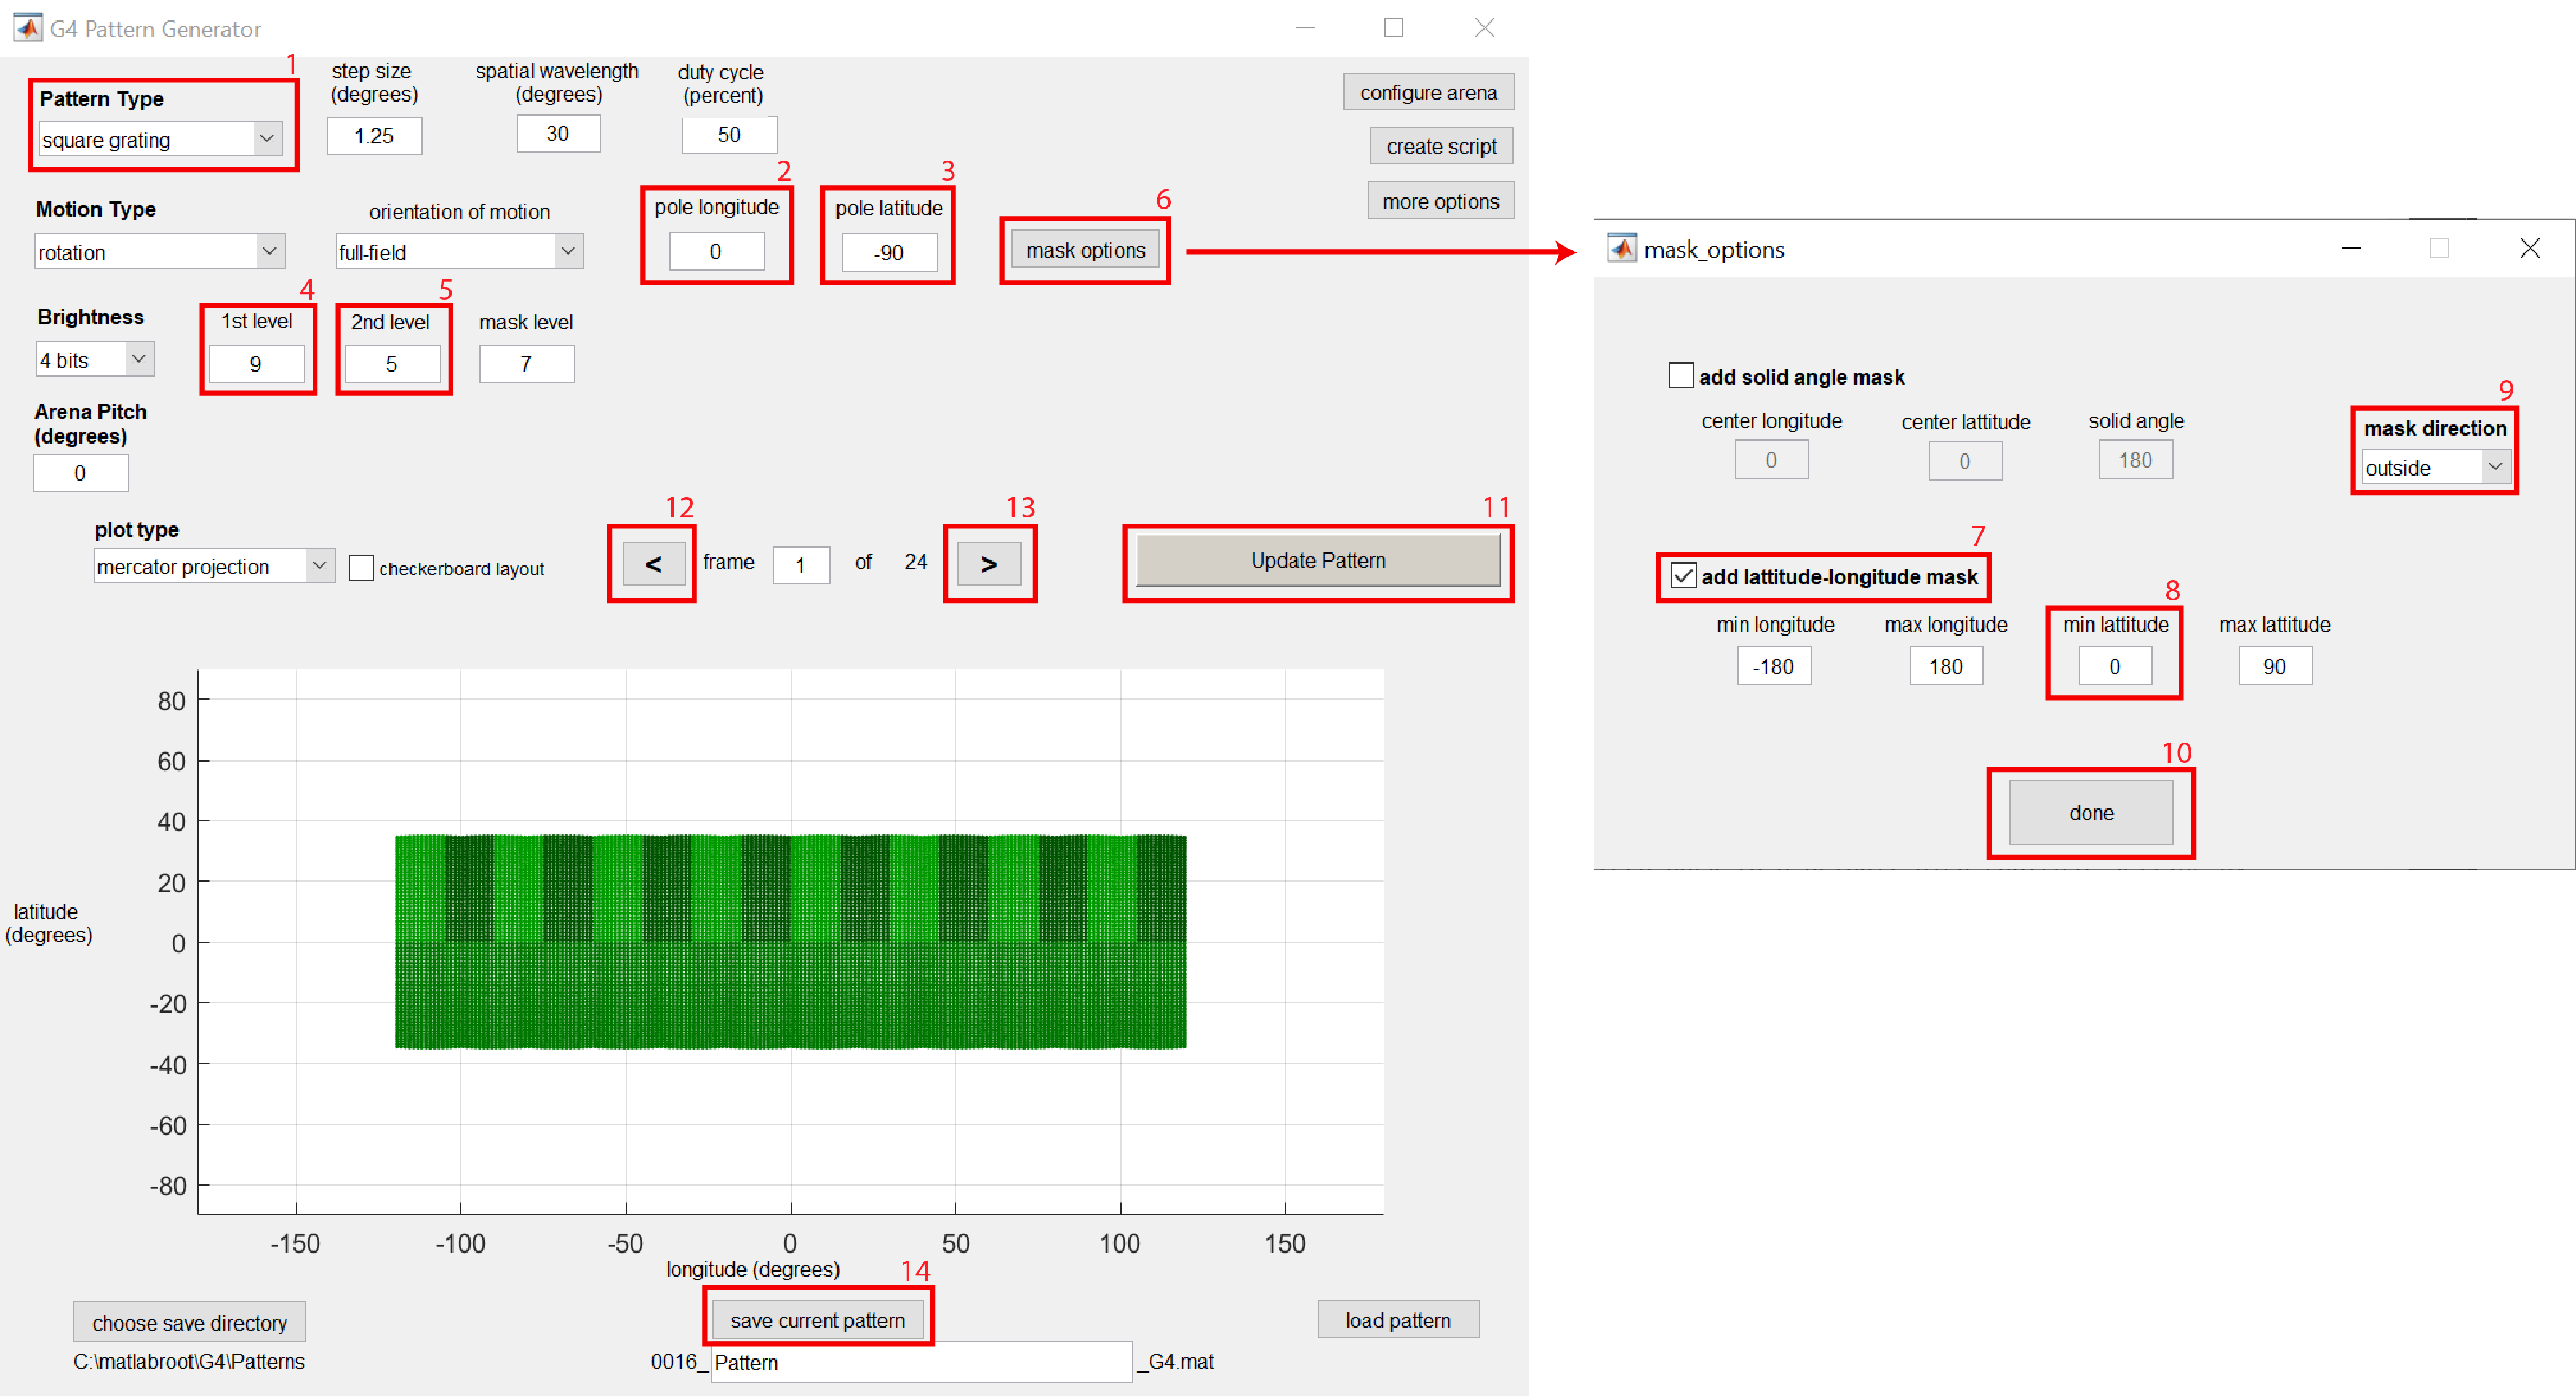 G4 Pattern Generator
1
Pattern Type
square grating
step size
(degrees)
1.25
spatial wavelength
(degrees)
30
duty cycle
(percent)
50
configure arena
create script
more options
Motion Type
rotation
orientation of motion
full-field
2
pole longitude
0
3
pole latitude
-90
6
mask options
Brightness
4 bits
4
1st level
9
5
2nd level
5
mask level
7
Arena Pitch
(degrees)
0
plot type
mercator projection
checkerboard layout
12
<
frame
1
of
24
13
>
11
Update Pattern
80
60
40
20
0
-20
-40
-60
-80
latitude
(degrees)
-150
-100
-50
0
50
100
150
longitude (degrees)
14
choose save directory
save current pattern
load pattern
C:\matlabroot\G4\Patterns
0016_
Pattern
_G4.mat
mask_options
add solid angle mask
center longitude
0
center lattitude
0
solid angle
180
9
mask direction
outside
7
add lattitude-longitude mask
min longitude
-180
max longitude
180
8
min lattitude
0
max lattitude
90
10
done